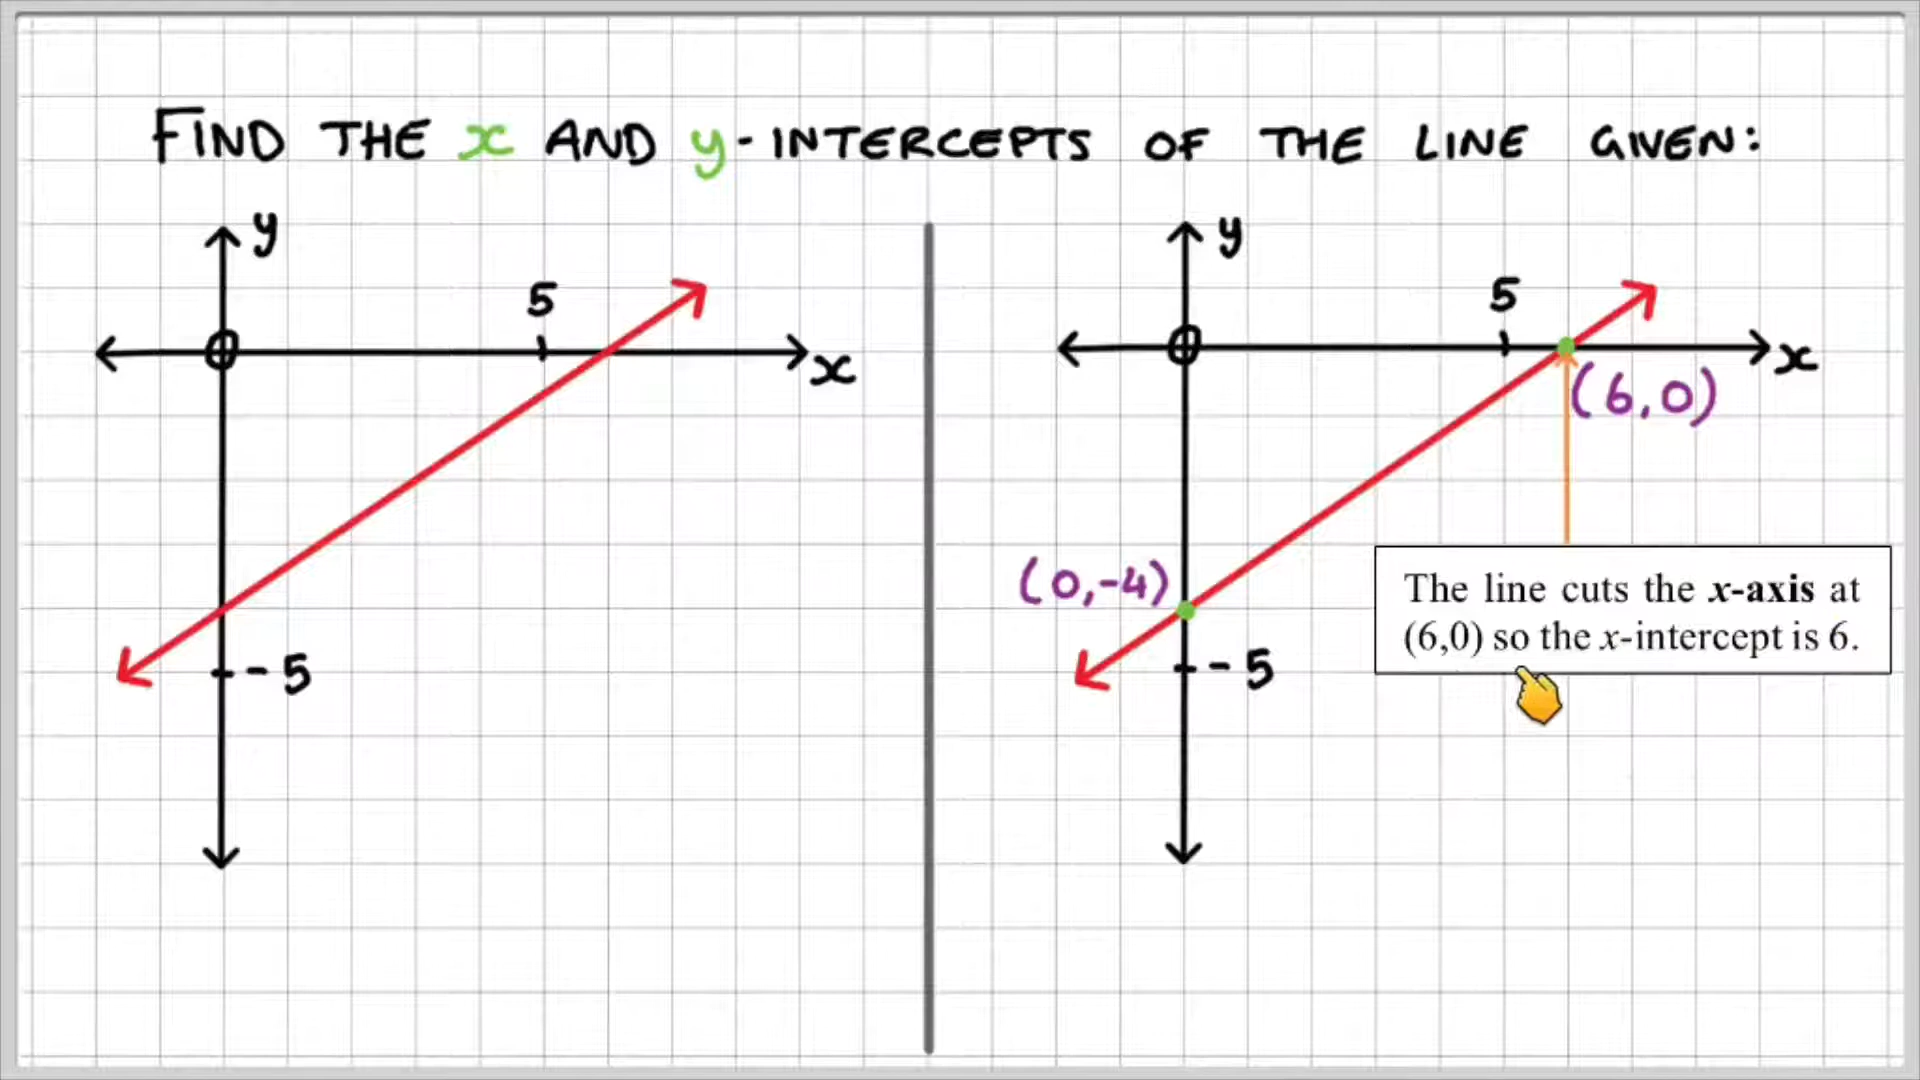 FIND THE x AND y-INTERCEPTS OF THE LINE GIVEN:
y
5
0
x
-5
y
5
0
x
(6,0)
(0,-4)
The line cuts the x-axis at
(6,0) so the x-intercept is 6.
-5